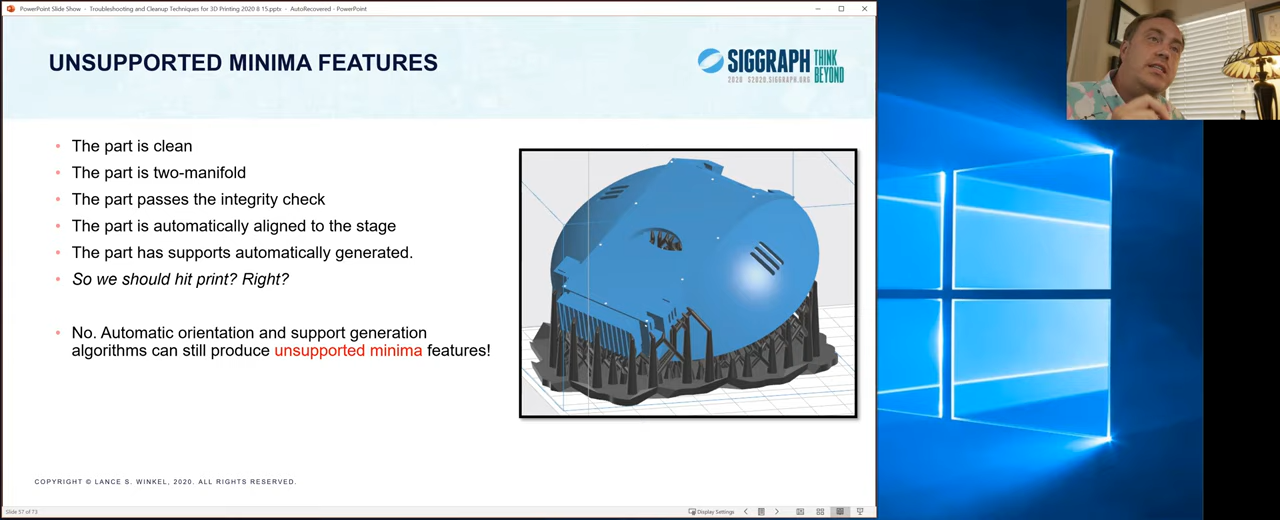 PowerPoint Slide Show - Troubleshooting and Cleanup Techniques for 3D Printing 2020 8 15.pptx - AutoRecovered - PowerPoint
UNSUPPORTED MINIMA FEATURES
SIGGRAPH
THINK
BEYOND
2020 S2020.SIGGRAPH.ORG
• The part is clean
• The part is two-manifold
• The part passes the integrity check
• The part is automatically aligned to the stage
• The part has supports automatically generated.
• So we should hit print? Right?
• No. Automatic orientation and support generation
algorithms can still produce unsupported minima features!
COPYRIGHT © LANCE S. WINKEL, 2020. ALL RIGHTS RESERVED.
Slide 57 of 73
Display Settings